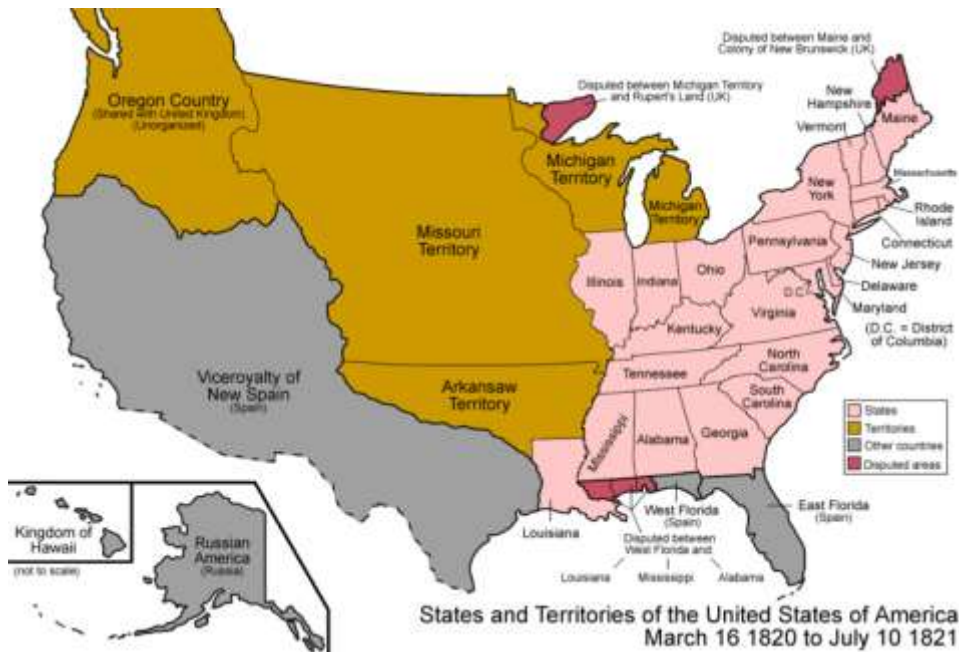 Disputed between Maine and
Colony of New Brunswick (UK)
Disputed between Michigan Territory
and Rupert's Land (UK)
Oregon Country
(Shared with United Kingdom)
(Unorganized)
New
Hampshire
Vermont
Maine
Michigan
Territory
Massachusetts
New
York
Michigan
Territory
Rhode
Island
Missouri
Territory
Pennsylvania
Connecticut
New Jersey
Illinois
Indiana
Ohio
Delaware
D.C.
Maryland
Virginia
Kentucky
(D.C. = District
of Columbia)
North
Carolina
Tennessee
Viceroyalty of
New Spain
(Spain)
Arkansaw
Territory
South
Carolina
Mississippi
Alabama
Georgia
States
Territories
Other countries
Disputed areas
East Florida
(Spain)
West Florida
(Spain)
Louisiana
Disputed between
West Florida and
Louisiana
Mississippi
Alabama
Kingdom of
Hawaii
(not to scale)
Russian
America
(Russia)
States and Territories of the United States of America
March 16 1820 to July 10 1821